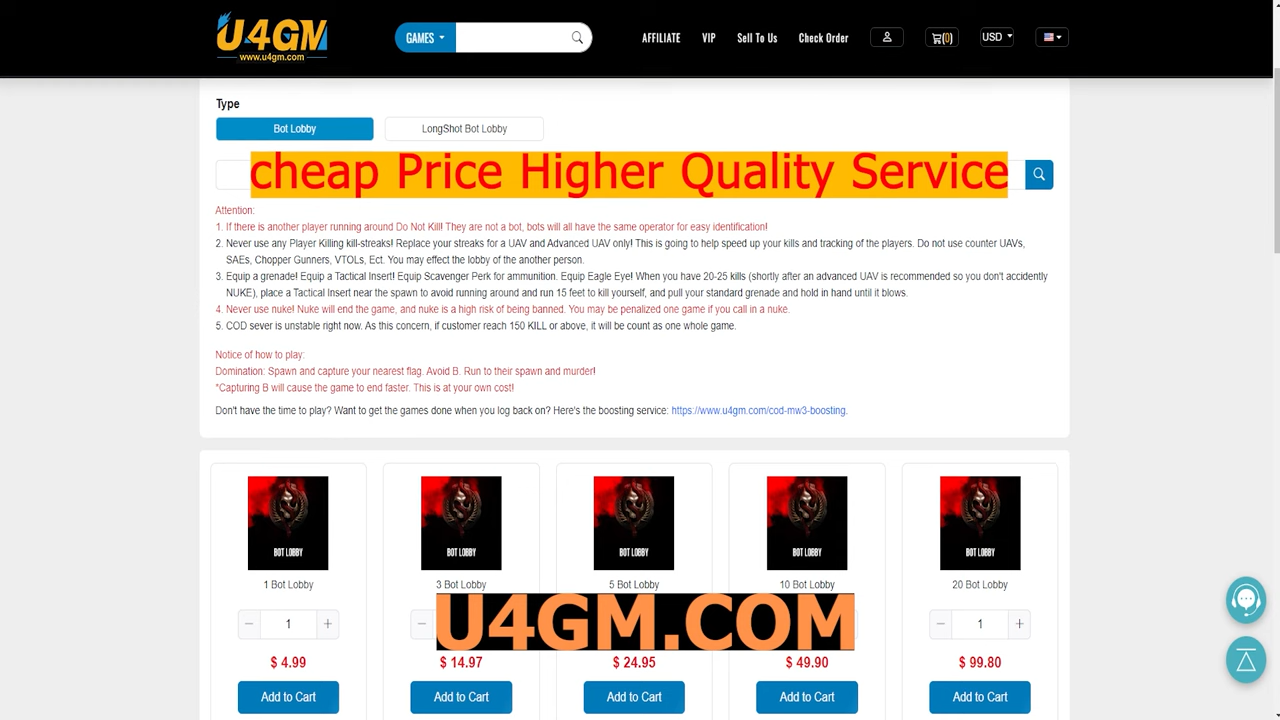 U4GM
www.u4gm.com
GAMES
AFFILIATE
VIP
Sell To Us
Check Order
(0)
USD
Type
Bot Lobby
LongShot Bot Lobby
cheap Price Higher Quality Service
Attention:
1. If there is another player running around Do Not Kill! They are not a bot, bots will all have the same operator for easy identification!
2. Never use any Player Killing kill-streaks! Replace your streaks for a UAV and Advanced UAV only! This is going to help speed up your kills and tracking of the players. Do not use counter UAVs,
SAEs, Chopper Gunners, VTOLs, Ect. You may effect the lobby of the another person.
3. Equip a grenade! Equip a Tactical Insert! Equip Scavenger Perk for ammunition. Equip Eagle Eye! When you have 20-25 kills (shortly after an advanced UAV is recommended so you don't accidently
NUKE), place a Tactical Insert near the spawn to avoid running around and run 15 feet to kill yourself, and pull your standard grenade and hold in hand until it blows.
4. Never use nuke! Nuke will end the game, and nuke is a high risk of being banned. You may be penalized one game if you call in a nuke.
5. COD sever is unstable right now. As this concern, if customer reach 150 KILL or above, it will be count as one whole game.
Notice of how to play:
Domination: Spawn and capture your nearest flag. Avoid B. Run to their spawn and murder!
*Capturing B will cause the game to end faster. This is at your own cost!
Don't have the time to play? Want to get the games done when you log back on? Here's the boosting service: https://www.u4gm.com/cod-mw3-boosting.
BOT LOBBY
BOT LOBBY
BOT LOBBY
BOT LOBBY
BOT LOBBY
1 Bot Lobby
3 Bot Lobby
5 Bot Lobby
10 Bot Lobby
20 Bot Lobby
− 1 +
−
U4GM.COM
− 1 +
$ 4.99
$ 14.97
$ 24.95
$ 49.90
$ 99.80
Add to Cart
Add to Cart
Add to Cart
Add to Cart
Add to Cart